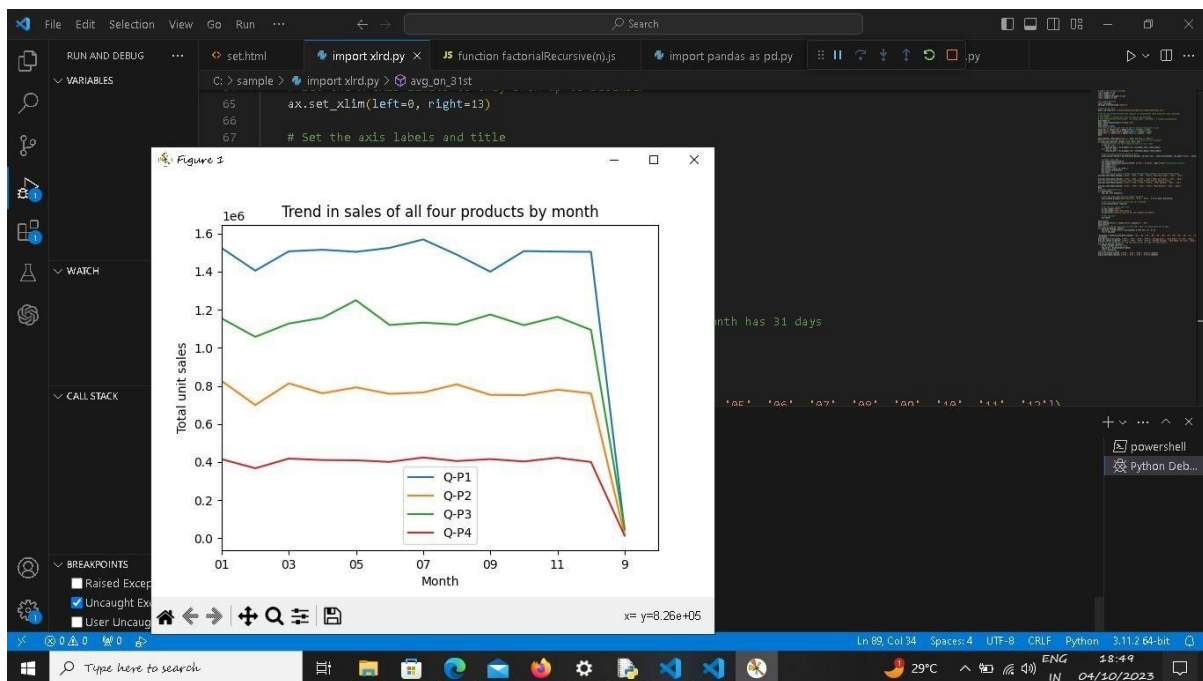 File Edit Selection View Go Run ··· Search
RUN AND DEBUG ···
set.html import xlrd.py JS function factorialRecursive(n).js import pandas as pd.py .py
VARIABLES
C: > sample > import xlrd.py > avg_on_31st
65 ax.set_xlim(left=0, right=13)
66
67 # Set the axis labels and title
Figure 1
Trend in sales of all four products by month
1e6
1.6
1.4
1.2
1.0
0.8
0.6
0.4
0.2
0.0
Total unit sales
01 03 05 07 09 11 9
Month
Q-P1
Q-P2
Q-P3
Q-P4
x= y=8.26e+05
WATCH
nth has 31 days
CALL STACK
'05' '06' '07' '08' '09' '10' '11' '12'])
powershell
Python Deb...
BREAKPOINTS
Raised Excep
Uncaught Ex
User Uncaug
0 0 0 Ln 89, Col 34 Spaces: 4 UTF-8 CRLF Python 3.11.2 64-bit
Type here to search 29°C ENG 18:49
IN 04/10/2023